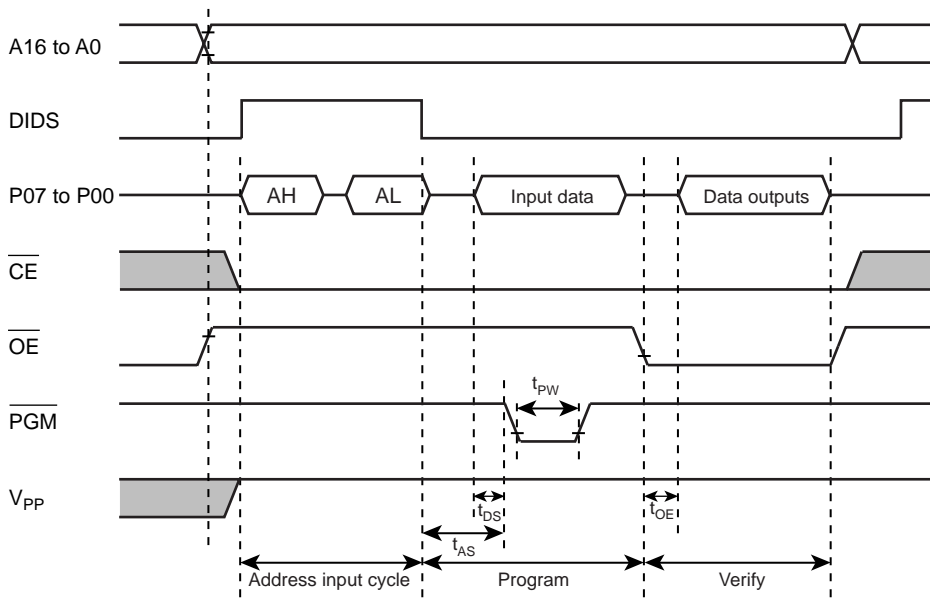 A16 to A0
DIDS
P07 to P00
AH
AL
Input data
Data outputs
CE
OE
PGM
tPW
VPP
tDS
tOE
tAS
Address input cycle
Program
Verify